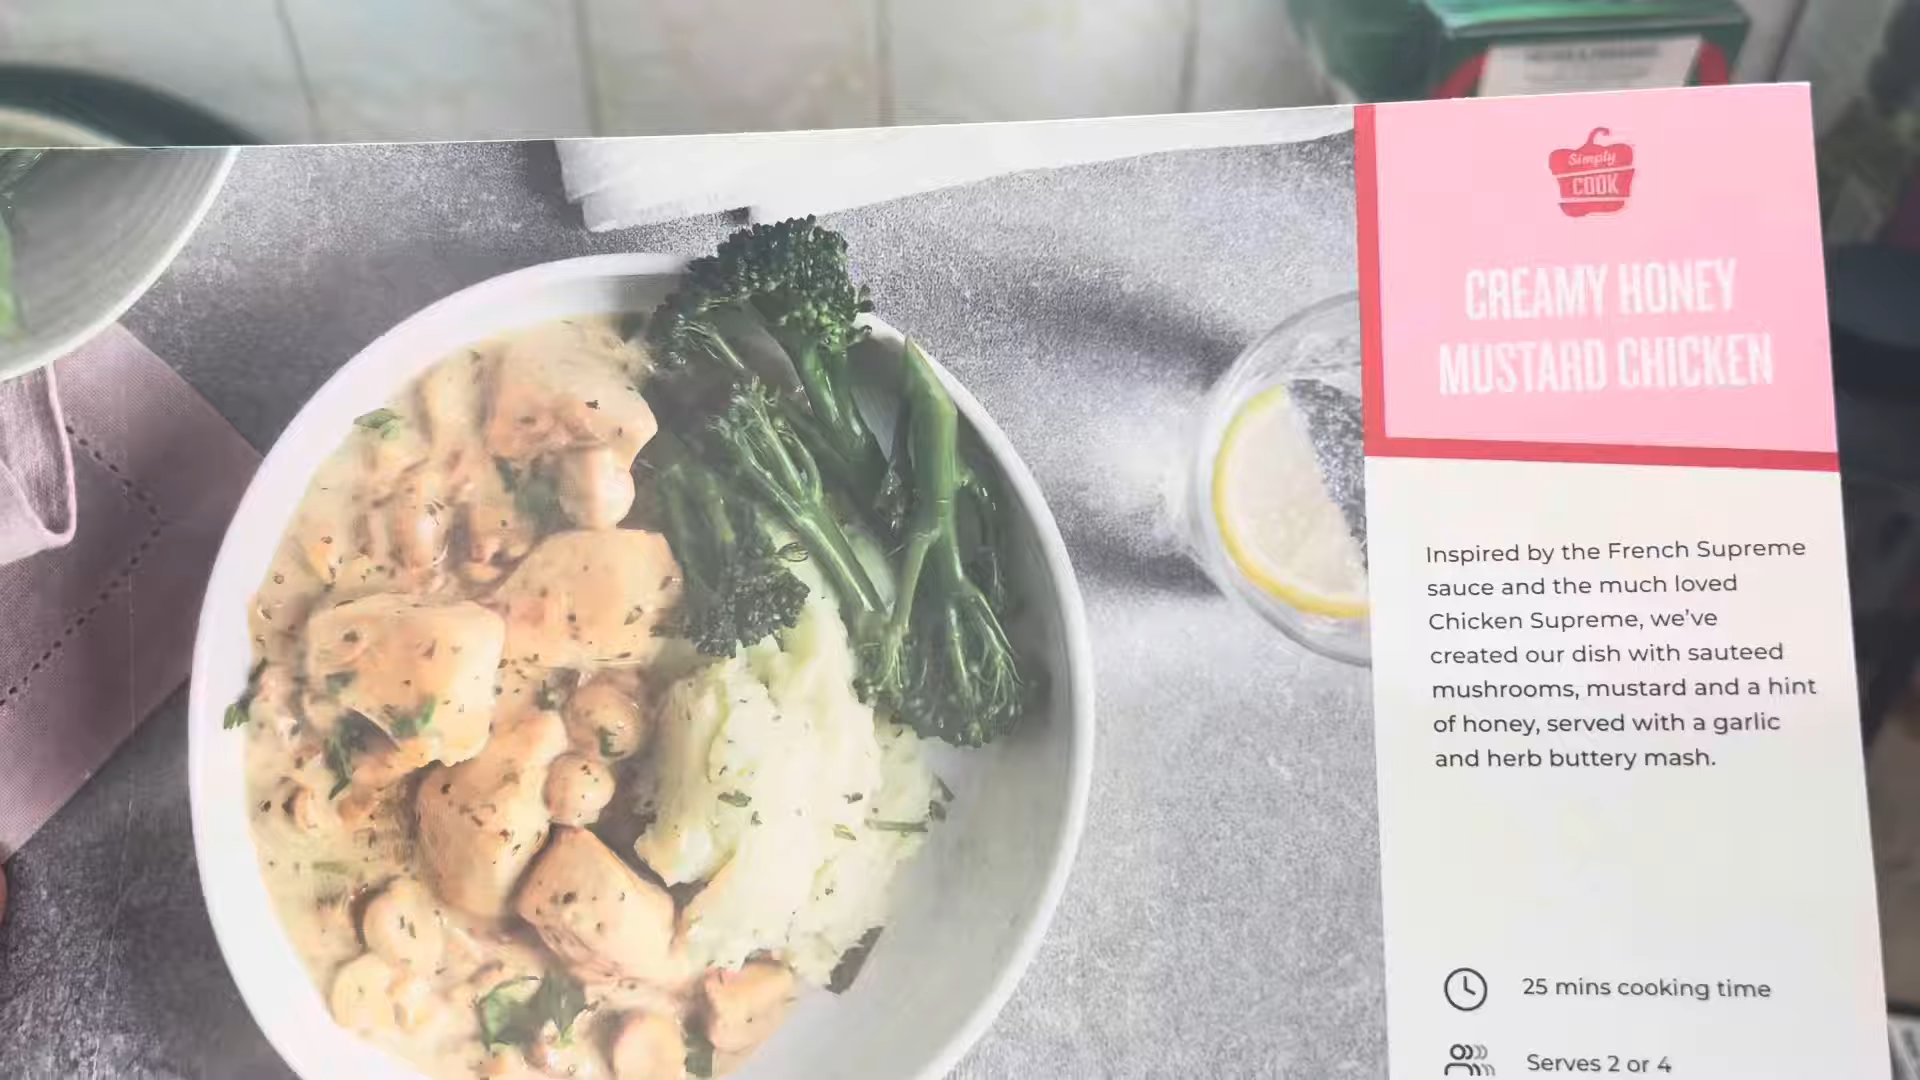 Simply
COOK
CREAMY HONEY
MUSTARD CHICKEN
Inspired by the French Supreme
sauce and the much loved
Chicken Supreme, we've
created our dish with sauteed
mushrooms, mustard and a hint
of honey, served with a garlic
and herb buttery mash.
25 mins cooking time
Serves 2 or 4